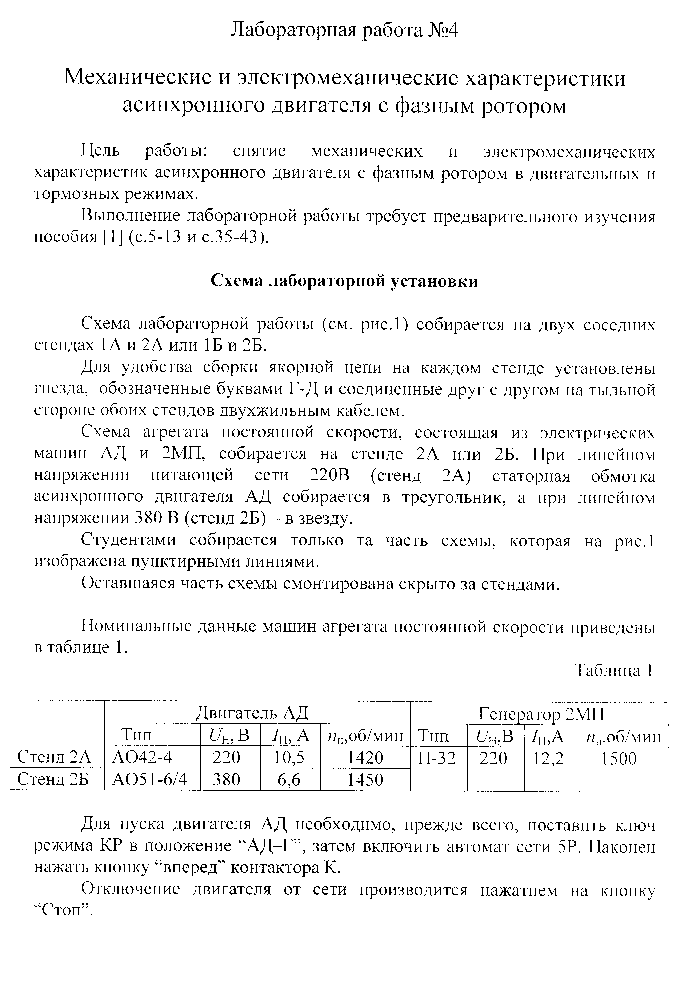 Лабораторная работа №4
Механические и электромеханические характеристики
асинхронного двигателя с фазным ротором
Цель работы: снятие механических и электромеханических
характеристик асинхронного двигателя с фазным ротором в двигательных и
тормозных режимах.
Выполнение лабораторной работы требует предварительного изучения
пособия [1] (с.5-13 и с.35-43).
Схема лабораторной установки
Схема лабораторной работы (см. рис.1) собирается на двух соседних
стендах 1А и 2А или 1Б и 2Б.
Для удобства сборки якорной цепи на каждом стенде установлены
гнезда, обозначенные буквами Г-Д и соединенные друг с другом на тыльной
стороне обоих стендов двухжильным кабелем.
Схема агрегата постоянной скорости, состоящая из электрических
машин АД и 2МП, собирается на стенде 2А или 2Б. При линейном
напряжении питающей сети 220В (стенд 2А) статорная обмотка
асинхронного двигателя АД собирается в треугольник, а при линейном
напряжении 380 В (стенд 2Б) - в звезду.
Студентами собирается только та часть схемы, которая на рис.1
изображена пунктирными линиями.
Оставшаяся часть схемы смонтирована скрыто за стендами.
Номинальные данные машин агрегата постоянной скорости приведены
в таблице 1.
Таблица 1
Двигатель АД Генератор 2МП
Тип Uн, В Iн, А nн,об/мин Тип Uн,В Iн,А nн,об/мин
Стенд 2А АО42-4 220 10,5 1420 П-32 220 12,2 1500
Стенд 2Б АО51-6/4 380 6,6 1450
Для пуска двигателя АД необходимо, прежде всего, поставить ключ
режима КР в положение “АД–Г”, затем включить автомат сети 5Р. Наконец
нажать кнопку “вперед” контактора К.
Отключение двигателя от сети производится нажатием на кнопку
“Стоп”.